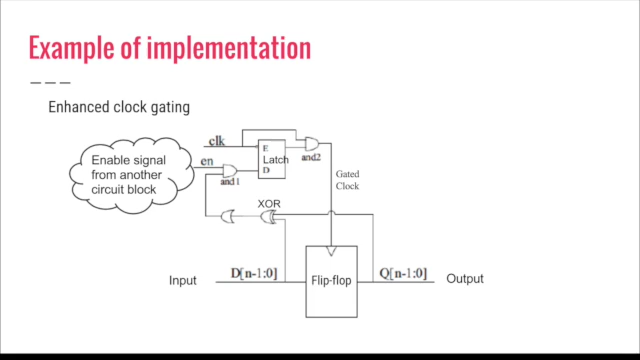 Example of implementation
Enhanced clock gating
clk
E
Latch
D
and2
Enable signal
from another
circuit block
en
and1
Gated
Clock
XOR
Input
D[n-1:0]
Flip-flop
Q[n-1:0]
Output